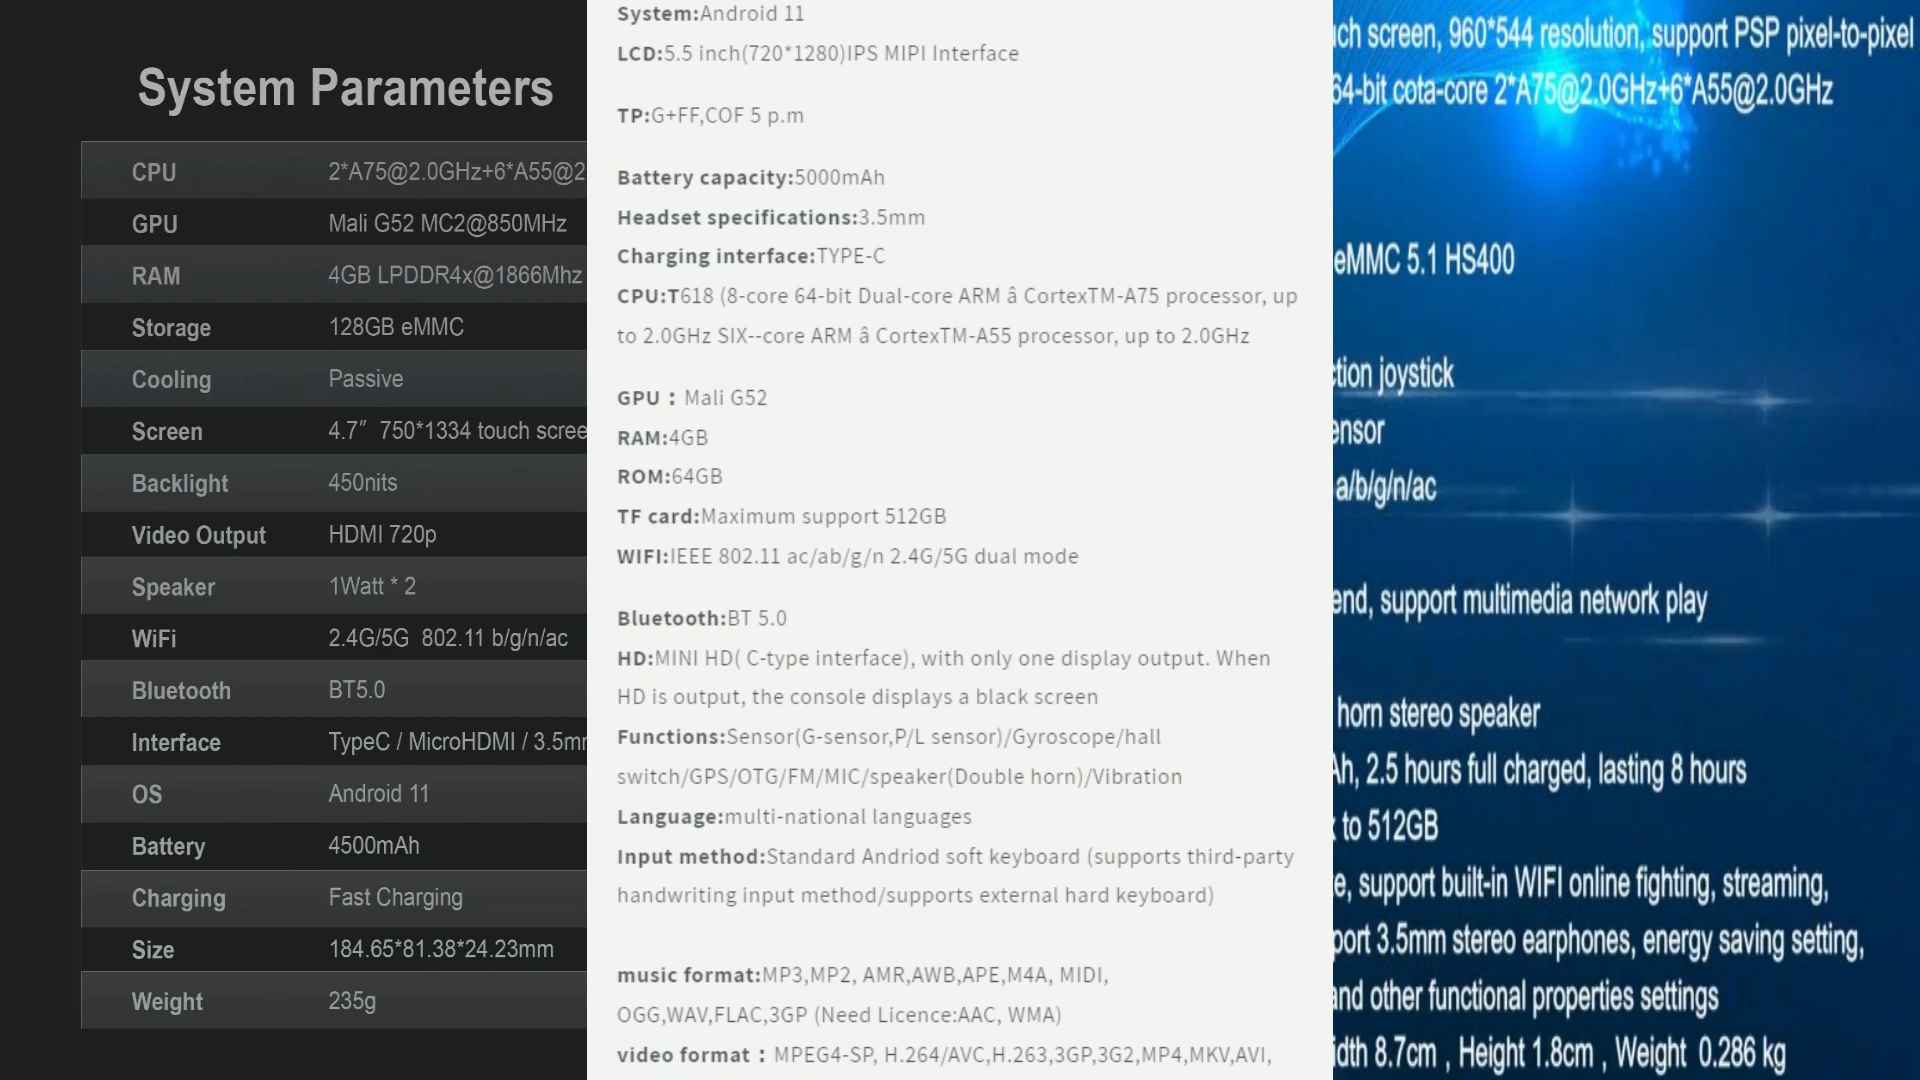 System Parameters
CPU 2*A75@2.0GHz+6*A55@2
GPU Mali G52 MC2@850MHz
RAM 4GB LPDDR4x@1866Mhz
Storage 128GB eMMC
Cooling Passive
Screen 4.7″ 750*1334 touch scree
Backlight 450nits
Video Output HDMI 720p
Speaker 1Watt * 2
WiFi 2.4G/5G 802.11 b/g/n/ac
Bluetooth BT5.0
Interface TypeC / MicroHDMI / 3.5m
OS Android 11
Battery 4500mAh
Charging Fast Charging
Size 184.65*81.38*24.23mm
Weight 235g
System:Android 11
LCD:5.5 inch(720*1280)IPS MIPI Interface
TP:G+FF,COF 5 p.m
Battery capacity:5000mAh
Headset specifications:3.5mm
Charging interface:TYPE-C
CPU:T618 (8-core 64-bit Dual-core ARM â CortexTM-A75 processor, up
to 2.0GHz SIX--core ARM â CortexTM-A55 processor, up to 2.0GHz
GPU：Mali G52
RAM:4GB
ROM:64GB
TF card:Maximum support 512GB
WIFI:IEEE 802.11 ac/ab/g/n 2.4G/5G dual mode
Bluetooth:BT 5.0
HD:MINI HD( C-type interface), with only one display output. When
HD is output, the console displays a black screen
Functions:Sensor(G-sensor,P/L sensor)/Gyroscope/hall
switch/GPS/OTG/FM/MIC/speaker(Double horn)/Vibration
Language:multi-national languages
Input method:Standard Andriod soft keyboard (supports third-party
handwriting input method/supports external hard keyboard)
music format:MP3,MP2, AMR,AWB,APE,M4A, MIDI,
OGG,WAV,FLAC,3GP (Need Licence:AAC, WMA)
video format：MPEG4-SP, H.264/AVC,H.263,3GP,3G2,MP4,MKV,AVI,
uch screen, 960*544 resolution, support PSP pixel-to-pixel
64-bit cota-core 2*A75@2.0GHz+6*A55@2.0GHz
eMMC 5.1 HS400
ction joystick
ensor
a/b/g/n/ac
end, support multimedia network play
horn stereo speaker
Ah, 2.5 hours full charged, lasting 8 hours
to 512GB
e, support built-in WIFI online fighting, streaming,
port 3.5mm stereo earphones, energy saving setting,
and other functional properties settings
idth 8.7cm , Height 1.8cm , Weight 0.286 kg